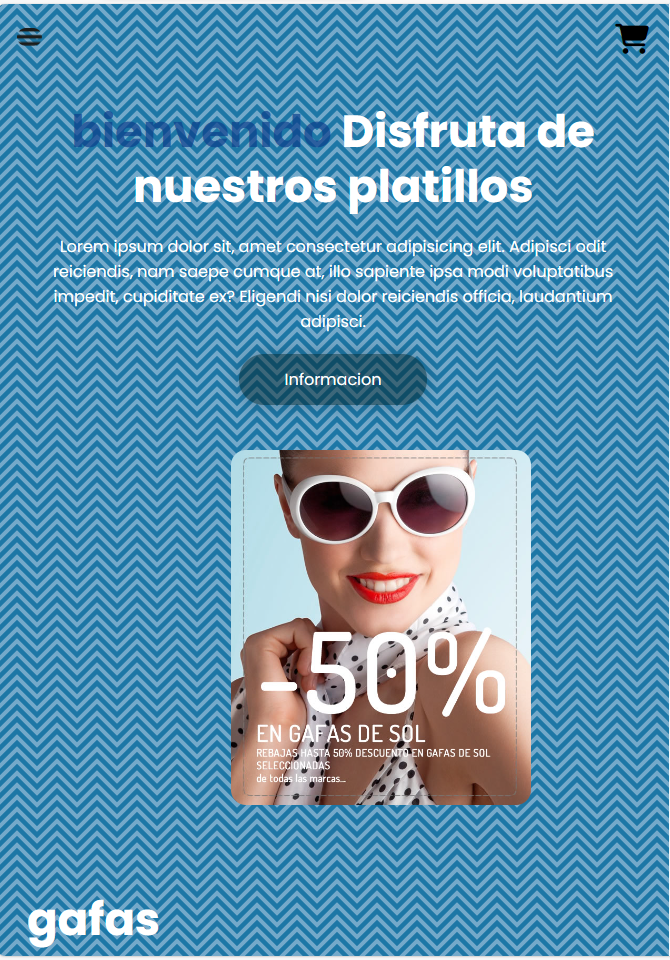 bienvenido Disfruta de
nuestros platillos
Lorem ipsum dolor sit, amet consectetur adipisicing elit. Adipisci odit
reiciendis, nam saepe cumque at, illo sapiente ipsa modi voluptatibus
impedit, cupiditate ex? Eligendi nisi dolor reiciendis officia, laudantium
adipisci.
Informacion
-50%
EN GAFAS DE SOL
REBAJAS HASTA 50% DESCUENTO EN GAFAS DE SOL
SELECCIONADAS
de todas las marcas...
gafas